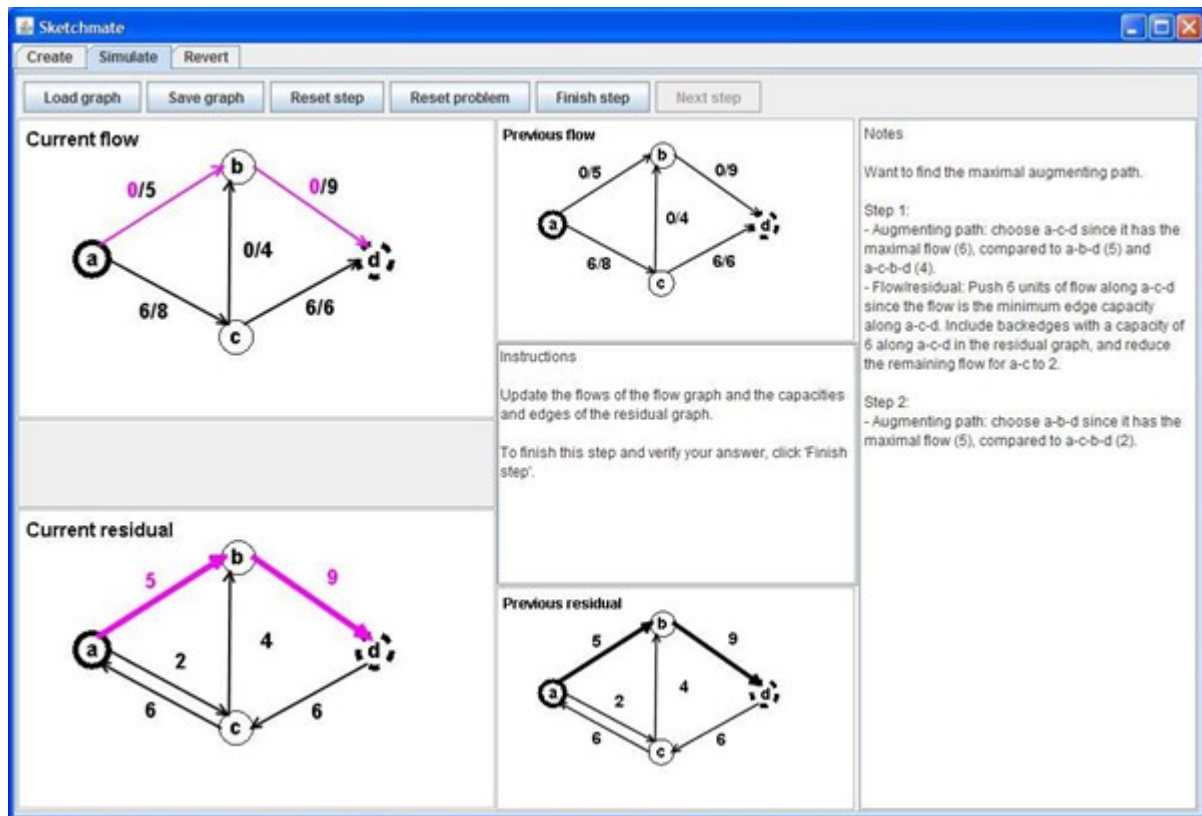 Sketchmate
Create Simulate Revert
Load graph Save graph Reset step Reset problem Finish step Next step
Current flow
b
0/5
0/9
a
0/4
d
6/8
6/6
c
Current residual
b
5
9
a
2
4
d
6
6
c
Previous flow
b
0/5
0/9
a
0/4
d
6/8
6/6
c
Instructions
Update the flows of the flow graph and the capacities
and edges of the residual graph.
To finish this step and verify your answer, click 'Finish
step'.
Previous residual
b
5
9
a
2
4
d
6
6
c
Notes
Want to find the maximal augmenting path.
Step 1:
- Augmenting path: choose a-c-d since it has the
maximal flow (6), compared to a-b-d (5) and
a-c-b-d (4).
- Flow/residual: Push 6 units of flow along a-c-d
since the flow is the minimum edge capacity
along a-c-d. Include backedges with a capacity of
6 along a-c-d in the residual graph, and reduce
the remaining flow for a-c to 2.
Step 2:
- Augmenting path: choose a-b-d since it has the
maximal flow (5), compared to a-c-b-d (2).